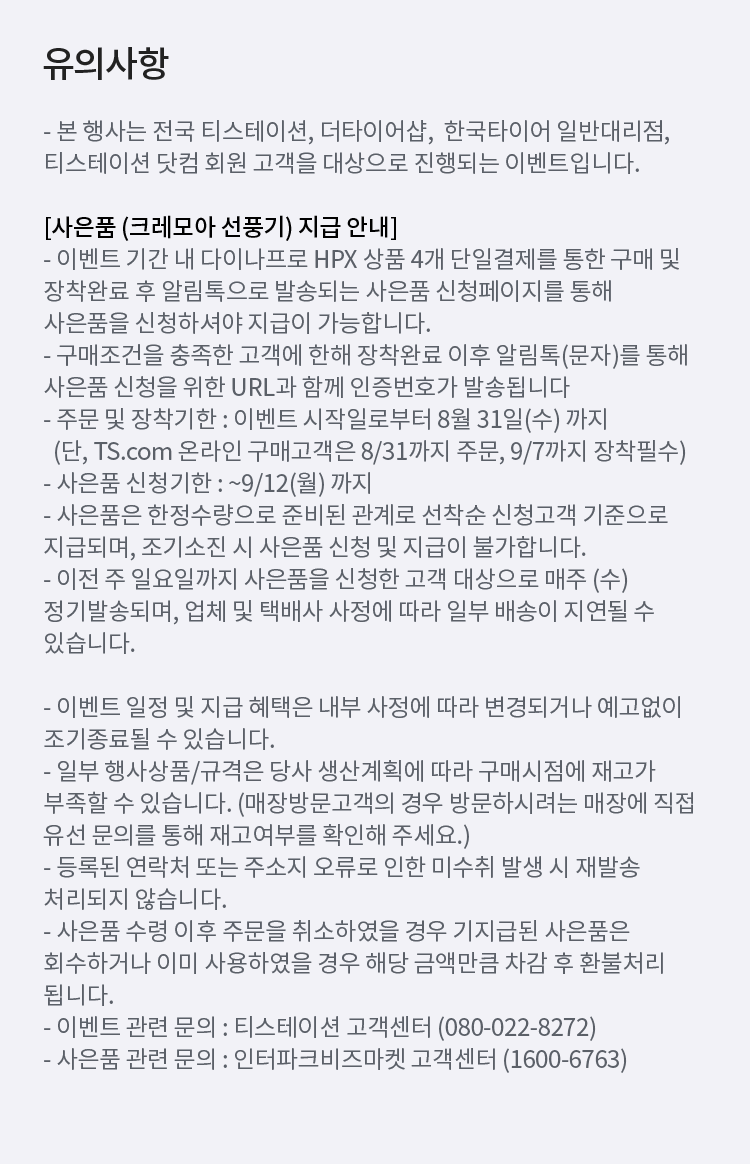 유의사항
- 본 행사는 전국 티스테이션, 더타이어샵, 한국타이어 일반대리점,
티스테이션 닷컴 회원 고객을 대상으로 진행되는 이벤트입니다.
[사은품 (크레모아 선풍기) 지급 안내]
- 이벤트 기간 내 다이나프로 HPX 상품 4개 단일결제를 통한 구매 및
장착완료 후 알림톡으로 발송되는 사은품 신청페이지를 통해
사은품을 신청하셔야 지급이 가능합니다.
- 구매조건을 충족한 고객에 한해 장착완료 이후 알림톡(문자)를 통해
사은품 신청을 위한 URL과 함께 인증번호가 발송됩니다
- 주문 및 장착기한 : 이벤트 시작일로부터 8월 31일(수) 까지
(단, TS.com 온라인 구매고객은 8/31까지 주문, 9/7까지 장착필수)
- 사은품 신청기한 : ~9/12(월) 까지
- 사은품은 한정수량으로 준비된 관계로 선착순 신청고객 기준으로
지급되며, 조기소진 시 사은품 신청 및 지급이 불가합니다.
- 이전 주 일요일까지 사은품을 신청한 고객 대상으로 매주 (수)
정기발송되며, 업체 및 택배사 사정에 따라 일부 배송이 지연될 수
있습니다.
- 이벤트 일정 및 지급 혜택은 내부 사정에 따라 변경되거나 예고없이
조기종료될 수 있습니다.
- 일부 행사상품/규격은 당사 생산계획에 따라 구매시점에 재고가
부족할 수 있습니다. (매장방문고객의 경우 방문하시려는 매장에 직접
유선 문의를 통해 재고여부를 확인해 주세요.)
- 등록된 연락처 또는 주소지 오류로 인한 미수취 발생 시 재발송
처리되지 않습니다.
- 사은품 수령 이후 주문을 취소하였을 경우 기지급된 사은품은
회수하거나 이미 사용하였을 경우 해당 금액만큼 차감 후 환불처리
됩니다.
- 이벤트 관련 문의 : 티스테이션 고객센터 (080-022-8272)
- 사은품 관련 문의 : 인터파크비즈마켓 고객센터 (1600-6763)